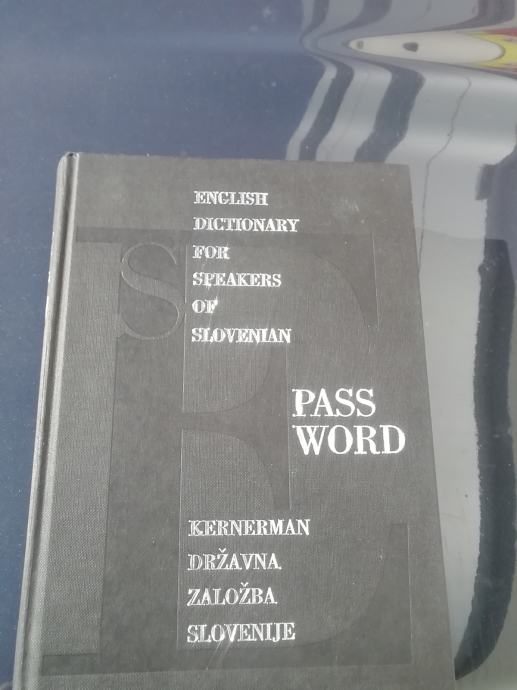 ENGLISH
DICTIONARY
FOR
SPEAKERS
OF
SLOVENIAN
S
E
PASS
WORD
KERNERMAN
DRŽAVNA
ZALOŽBA
SLOVENIJE